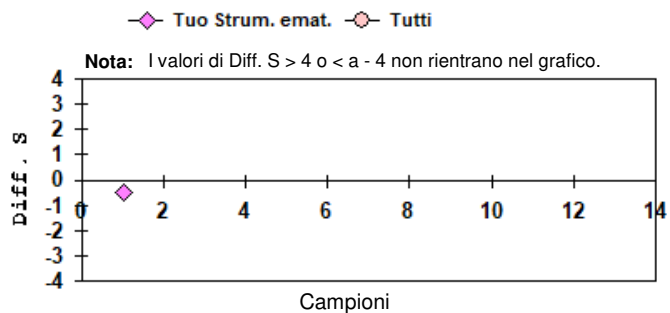 Tuo Strum. emat. Tutti
Nota: I valori di Diff. S > 4 o < a - 4 non rientrano nel grafico.
4
3
2
1
0
-1
-2
-3
-4
0 2 4 6 8 10 12 14
Diff. S
Campioni